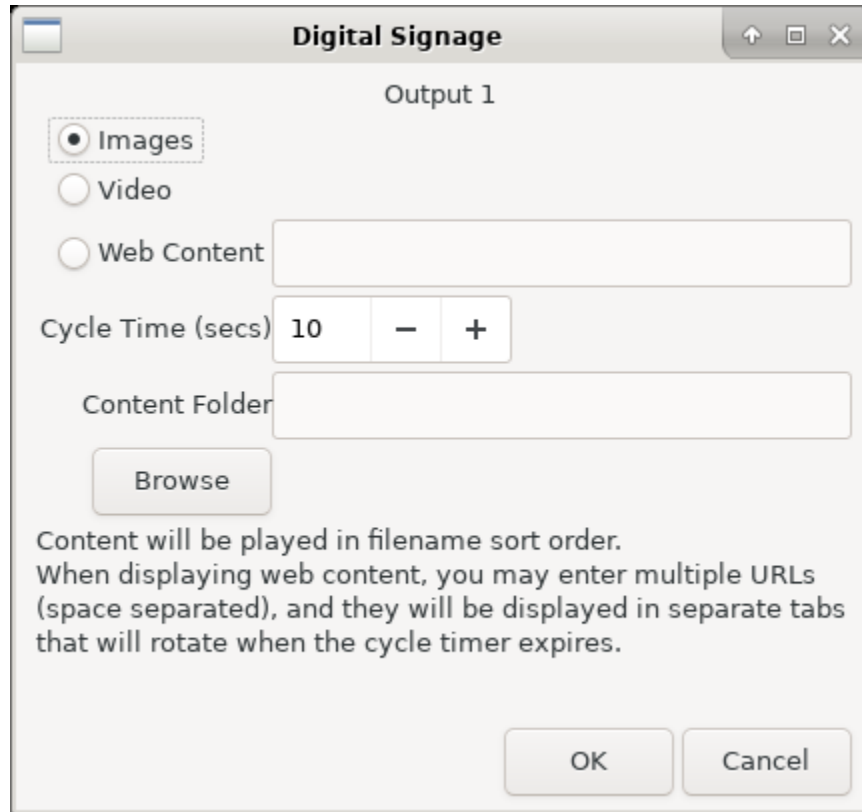 Digital Signage
Output 1
Images
Video
Web Content
Cycle Time (secs) 10 − +
Content Folder
Browse
Content will be played in filename sort order.
When displaying web content, you may enter multiple URLs
(space separated), and they will be displayed in separate tabs
that will rotate when the cycle timer expires.
OK Cancel